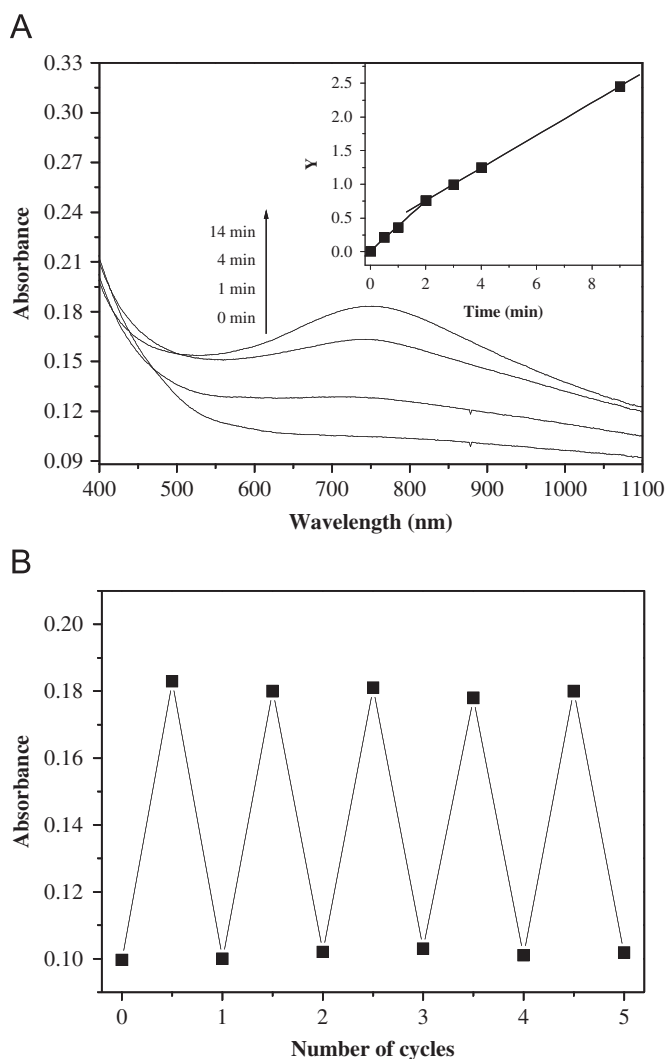 A
Absorbance
0.33
0.30
0.27
0.24
0.21
0.18
0.15
0.12
0.09
14 min
4 min
1 min
0 min
Y
2.5
2.0
1.5
1.0
0.5
0.0
0 2 4 6 8
Time (min)
400 500 600 700 800 900 1000 1100
Wavelength (nm)
B
Absorbance
0.20
0.18
0.16
0.14
0.12
0.10
0 1 2 3 4 5
Number of cycles